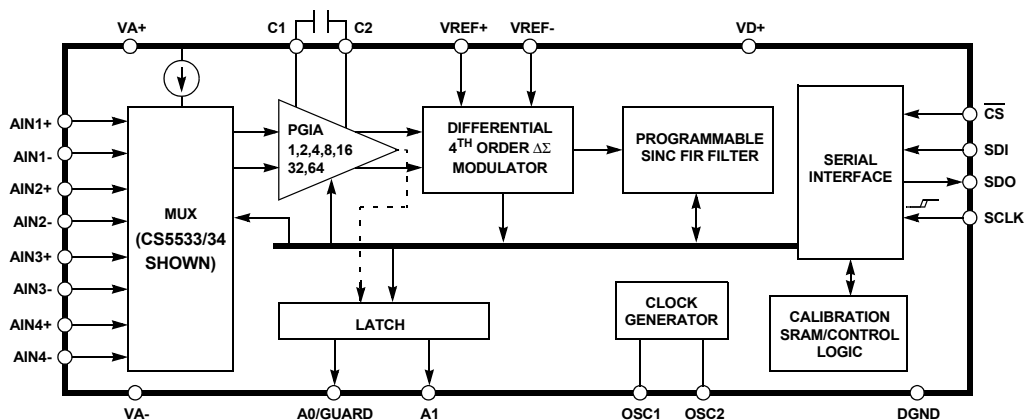 VA+
C1
C2
VREF+
VREF-
VD+
AIN1+
AIN1-
AIN2+
AIN2-
AIN3+
AIN3-
AIN4+
AIN4-
MUX
(CS5533/34
SHOWN)
PGIA
1,2,4,8,16
32,64
DIFFERENTIAL
4TH ORDER ΔΣ
MODULATOR
PROGRAMMABLE
SINC FIR FILTER
SERIAL
INTERFACE
CS
SDI
SDO
SCLK
LATCH
CLOCK
GENERATOR
CALIBRATION
SRAM/CONTROL
LOGIC
VA-
A0/GUARD
A1
OSC1
OSC2
DGND